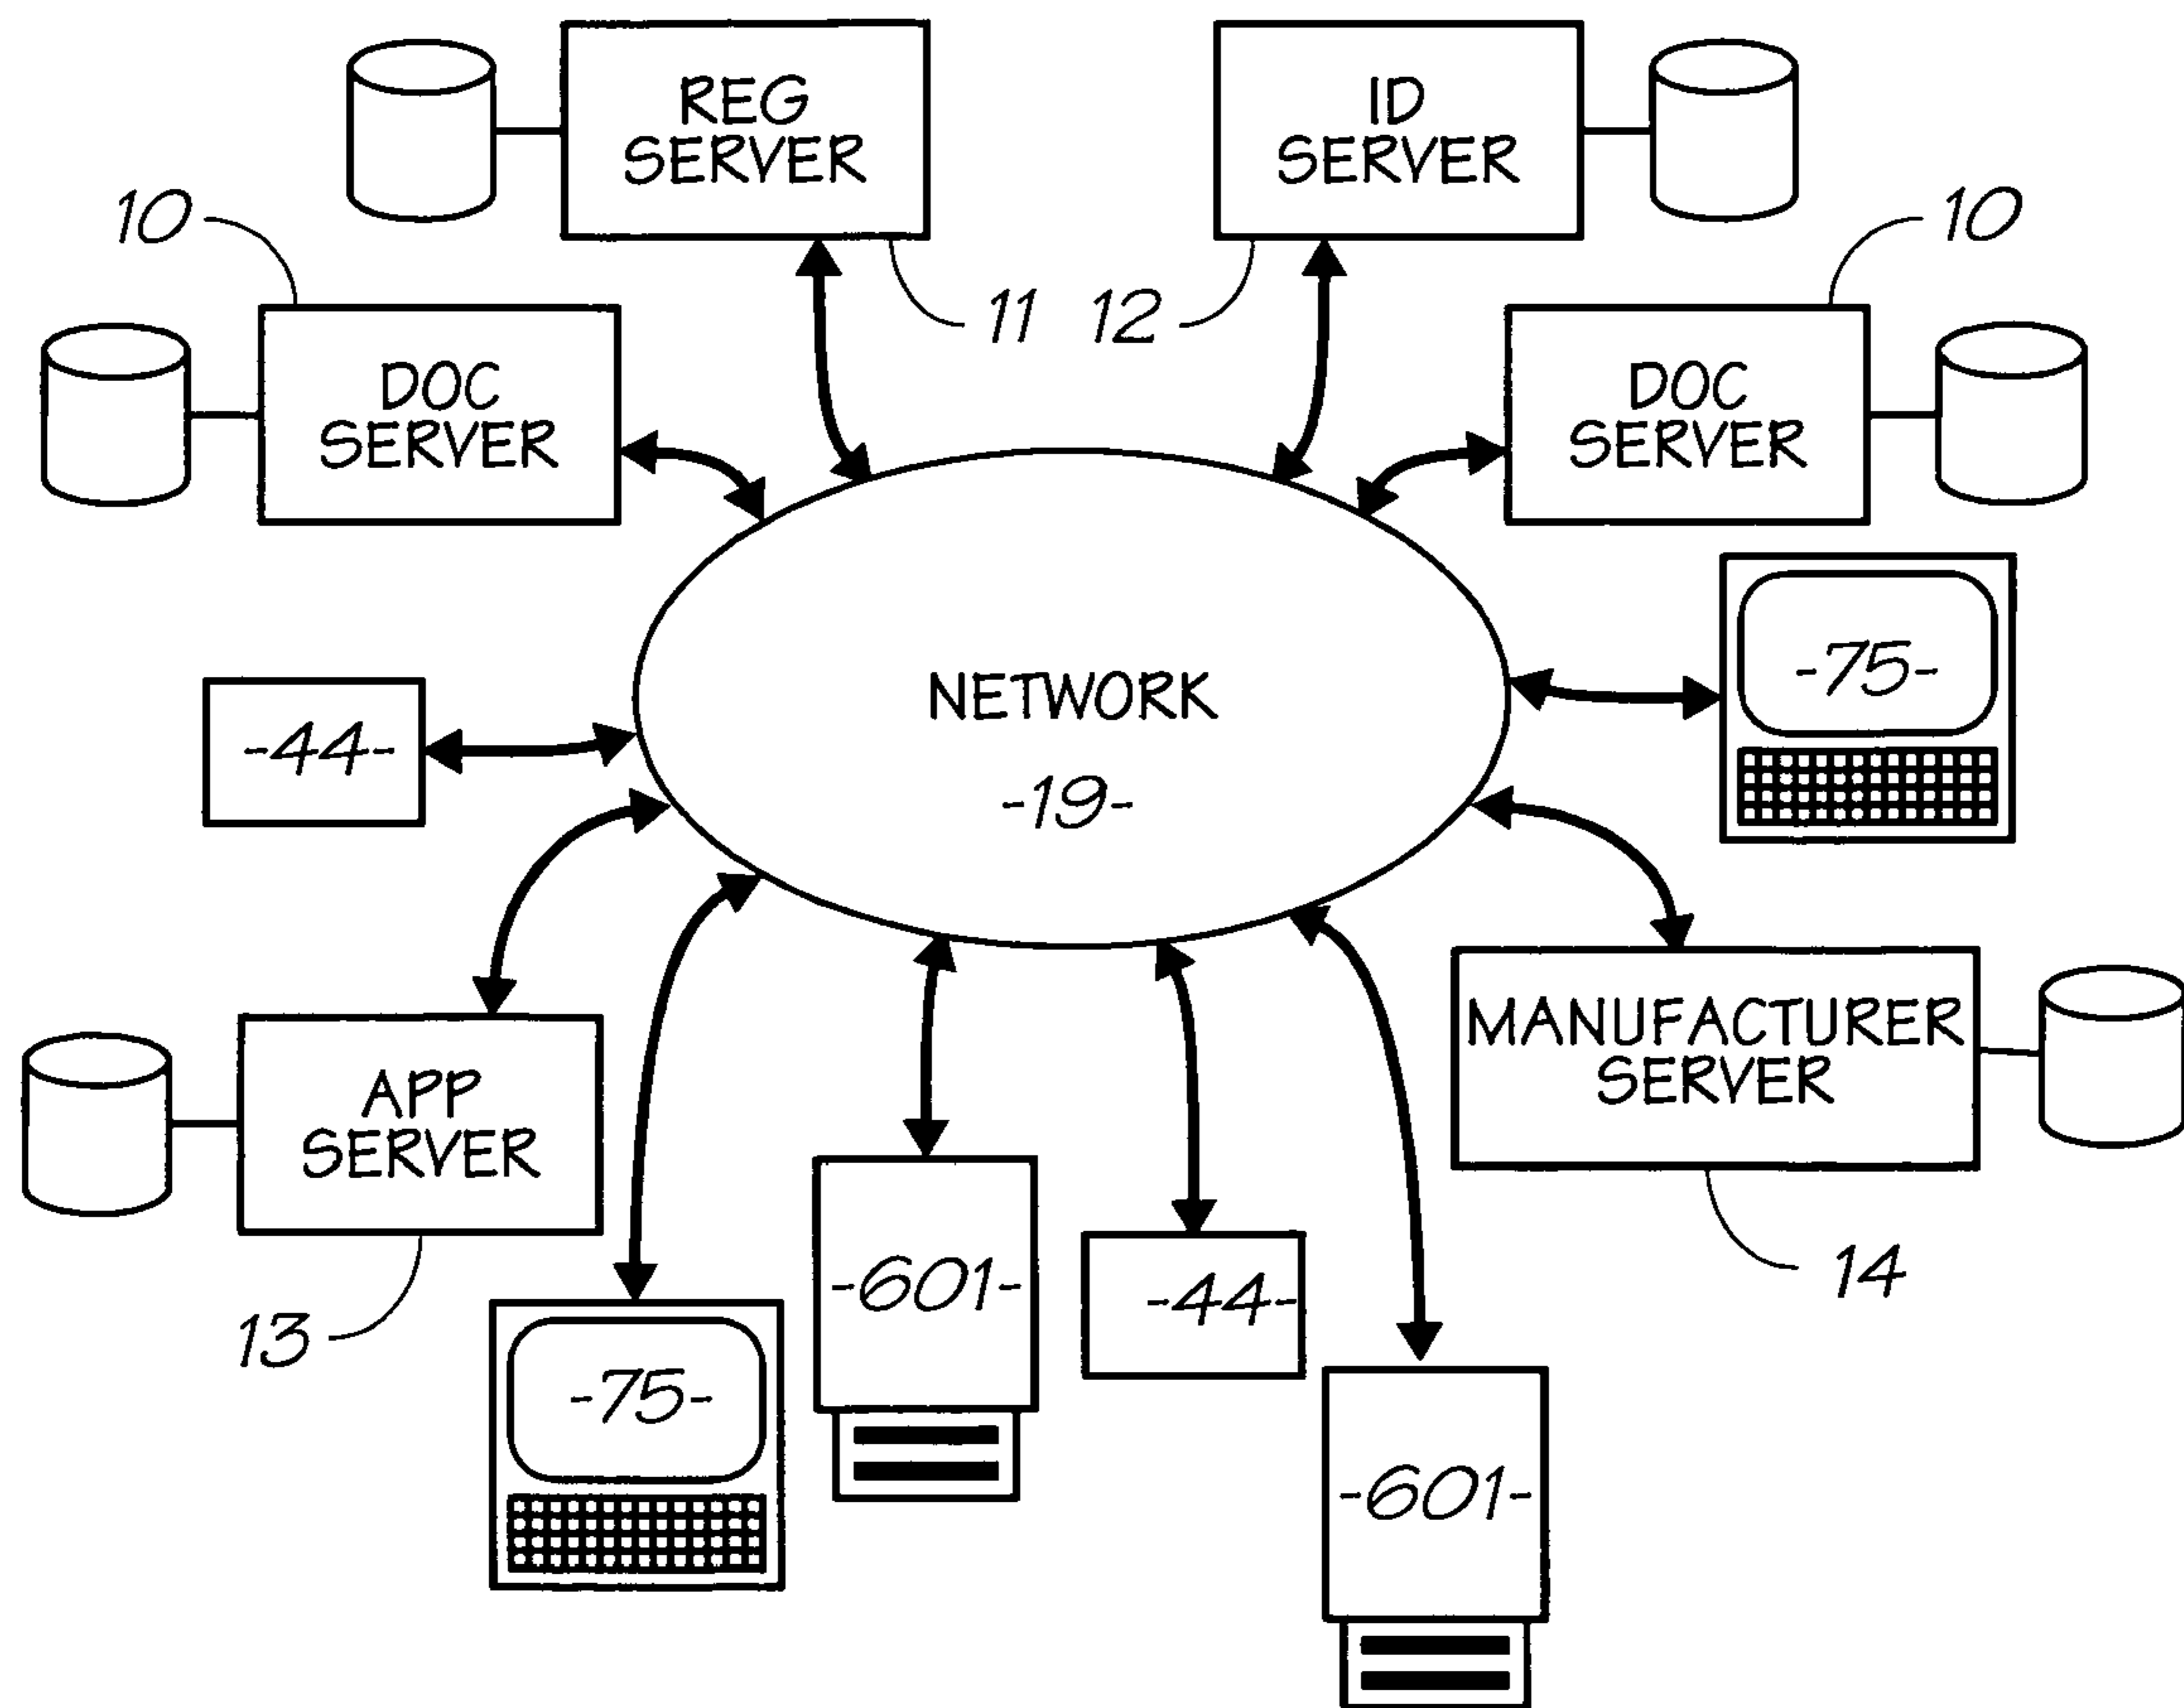 REG
SERVER
ID
SERVER
10
10
11
12
DOC
SERVER
DOC
SERVER
-75-
NETWORK
-19-
-44-
MANUFACTURER
SERVER
APP
SERVER
14
13
-601-
-44-
-75-
-601-